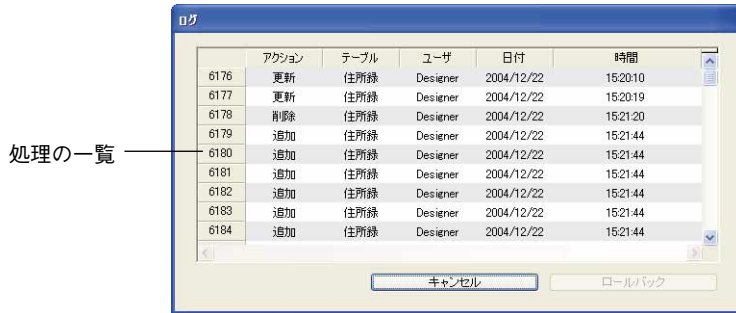 ログ
アクション テーブル ユーザ 日付 時間
6176 更新 住所録 Designer 2004/12/22 15:20:10
6177 更新 住所録 Designer 2004/12/22 15:20:19
6178 削除 住所録 Designer 2004/12/22 15:21:20
6179 追加 住所録 Designer 2004/12/22 15:21:44
処理の一覧 6180 追加 住所録 Designer 2004/12/22 15:21:44
6181 追加 住所録 Designer 2004/12/22 15:21:44
6182 追加 住所録 Designer 2004/12/22 15:21:44
6183 追加 住所録 Designer 2004/12/22 15:21:44
6184 追加 住所録 Designer 2004/12/22 15:21:44
キャンセル ロールバック